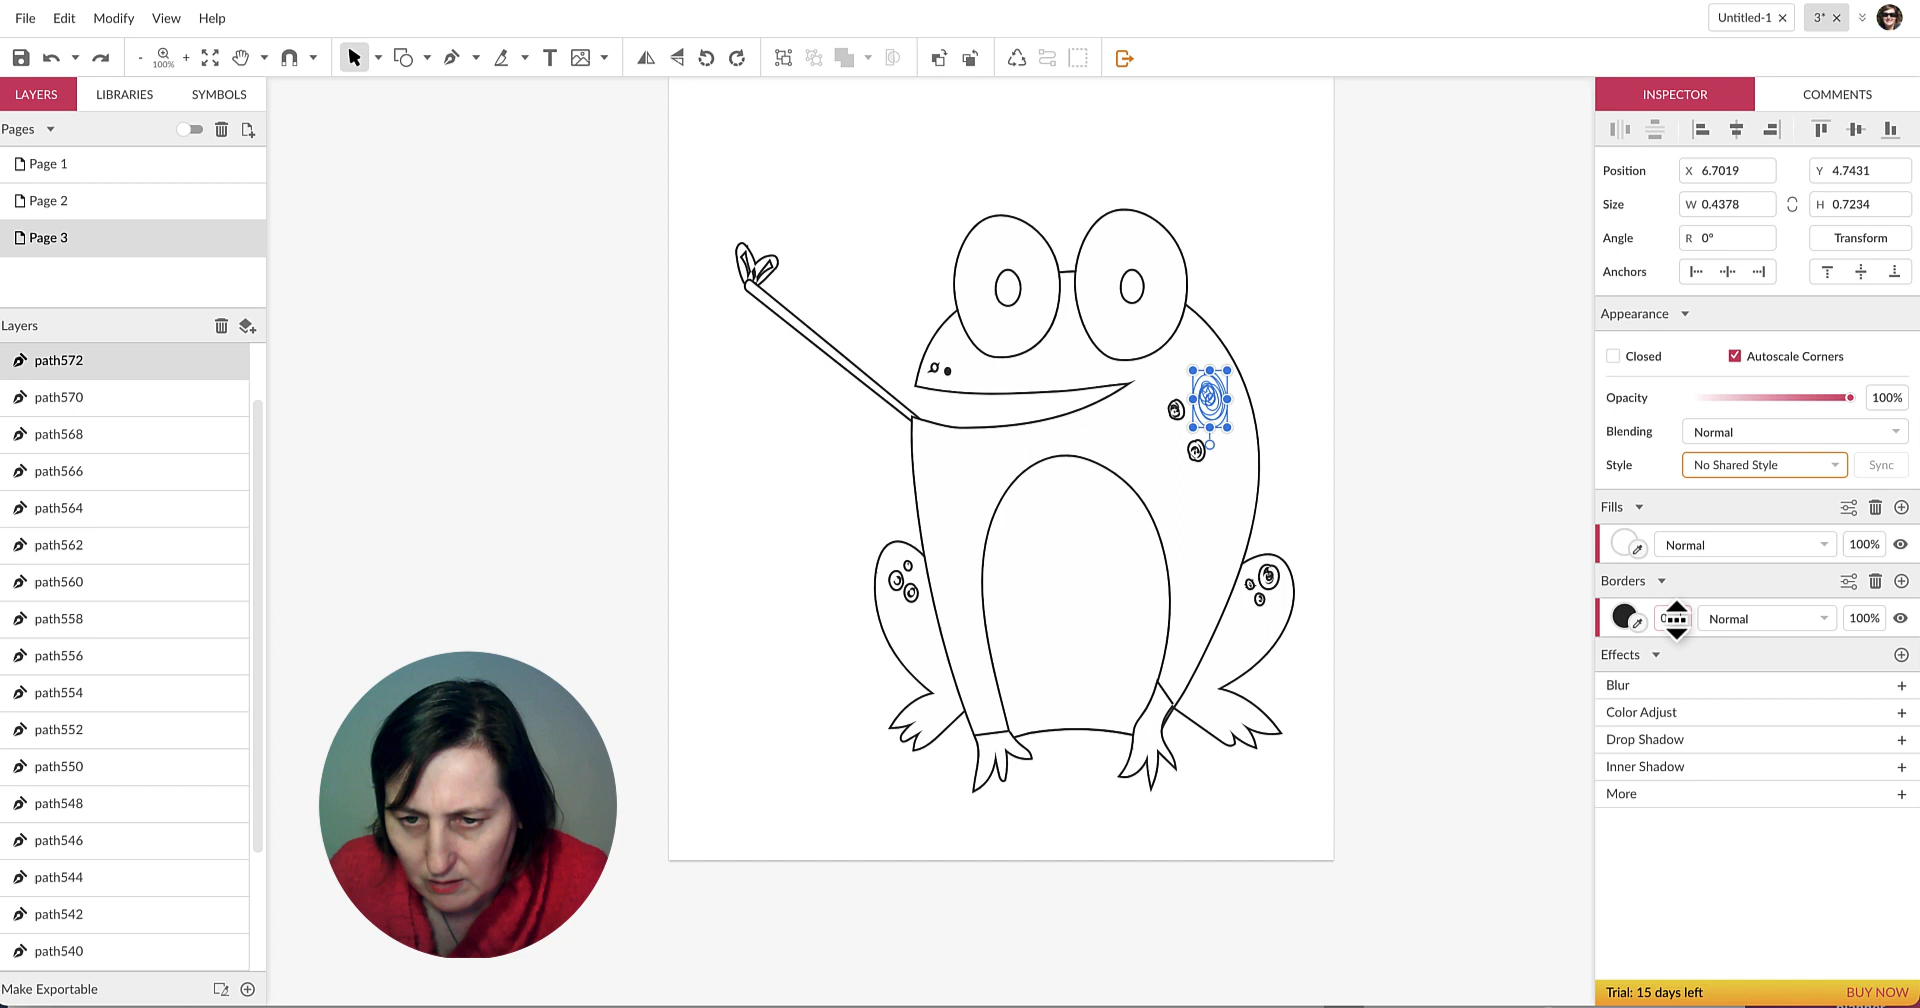 File Edit Modify View Help
Untitled-1 3*
- 100% +
LAYERS LIBRARIES SYMBOLS
INSPECTOR COMMENTS
Pages
Page 1
Page 2
Page 3
Layers
path572
path570
path568
path566
path564
path562
path560
path558
path556
path554
path552
path550
path548
path546
path544
path542
path540
Make Exportable
Position X 6.7019 Y 4.7431
Size W 0.4378 H 0.7234
Angle R 0° Transform
Anchors
Appearance
Closed Autoscale Corners
Opacity 100%
Blending Normal
Style No Shared Style Sync
Fills
Normal 100%
Borders
Normal 100%
Effects
Blur +
Color Adjust +
Drop Shadow +
Inner Shadow +
More +
Trial: 15 days left BUY NOW